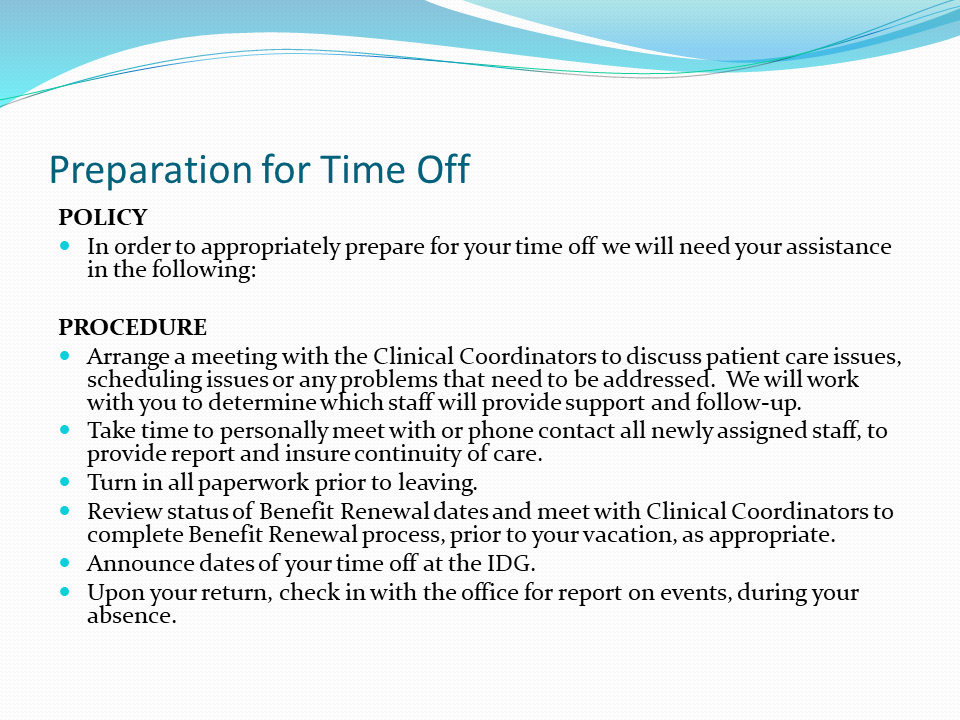 Preparation for Time Off
POLICY
• In order to appropriately prepare for your time off we will need your assistance
in the following:
PROCEDURE
• Arrange a meeting with the Clinical Coordinators to discuss patient care issues,
scheduling issues or any problems that need to be addressed.  We will work
with you to determine which staff will provide support and follow-up.
• Take time to personally meet with or phone contact all newly assigned staff, to
provide report and insure continuity of care.
• Turn in all paperwork prior to leaving.
• Review status of Benefit Renewal dates and meet with Clinical Coordinators to
complete Benefit Renewal process, prior to your vacation, as appropriate.
• Announce dates of your time off at the IDG.
• Upon your return, check in with the office for report on events, during your
absence.